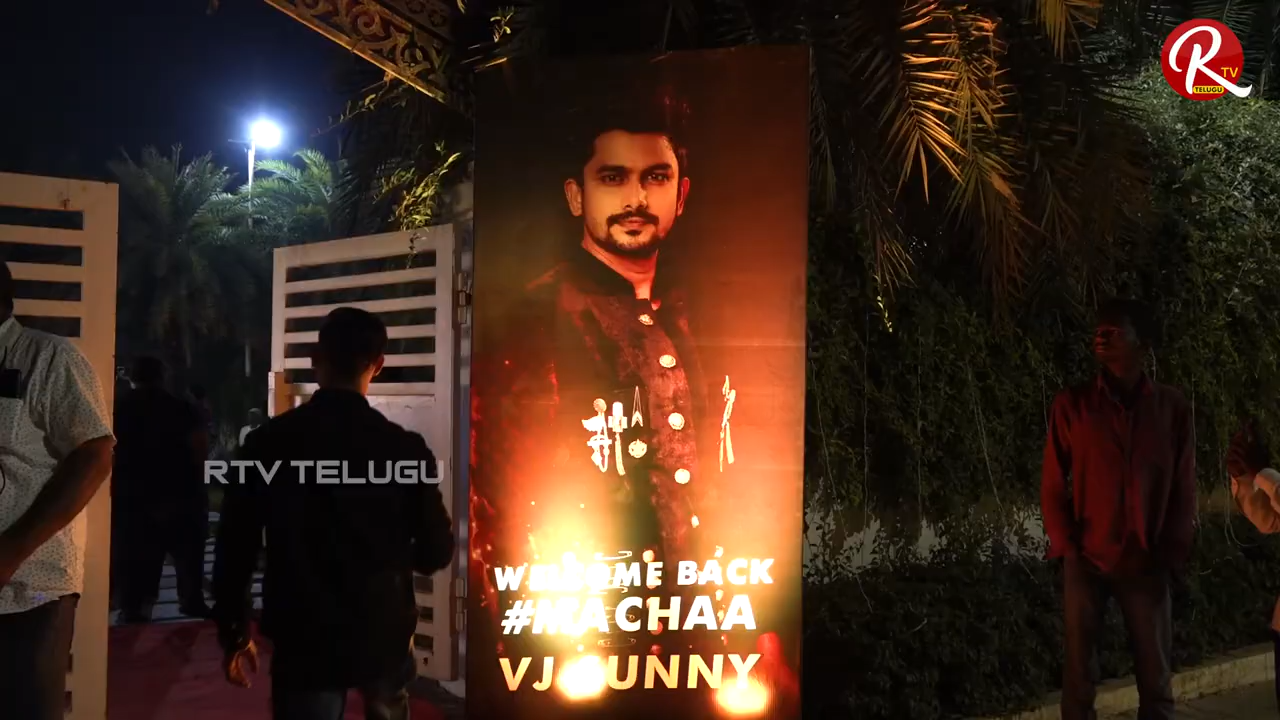 R
TV
TELUGU
RTV TELUGU
WELCOME BACK
#MACHAA
VJ SUNNY